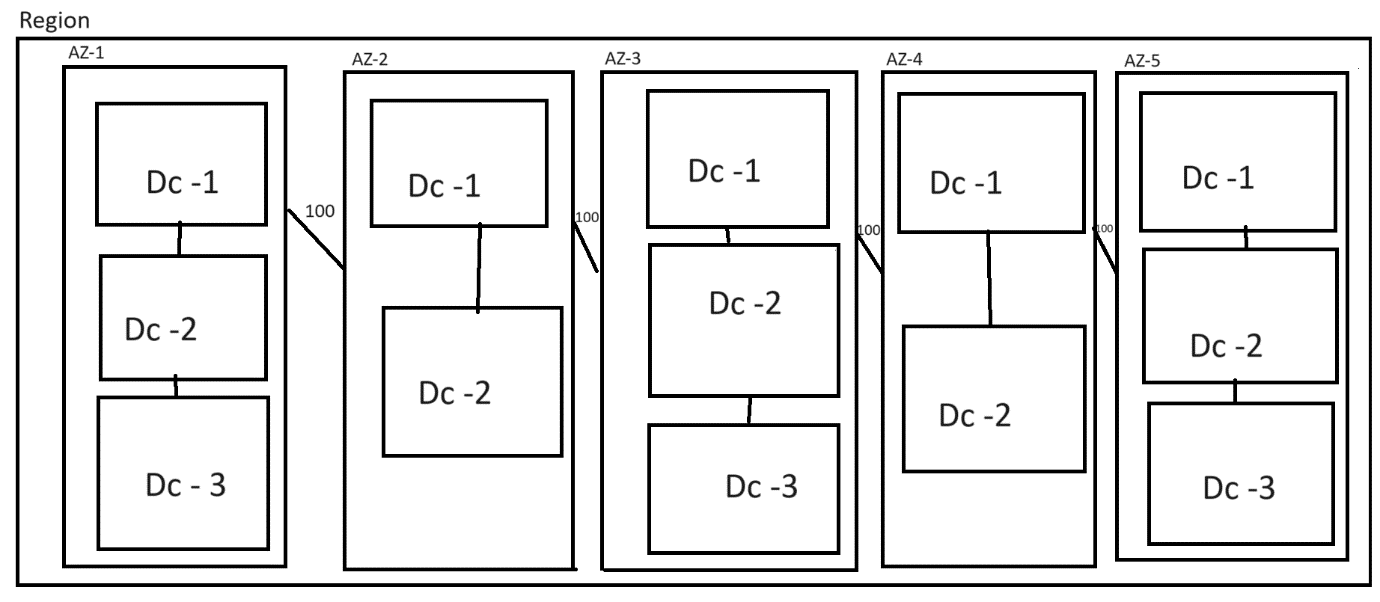 Region
AZ-1
Dc -1
Dc -2
Dc - 3
100
AZ-2
Dc -1
Dc -2
100
AZ-3
Dc -1
Dc -2
Dc -3
100
AZ-4
Dc -1
Dc -2
100
AZ-5
Dc -1
Dc -2
Dc -3